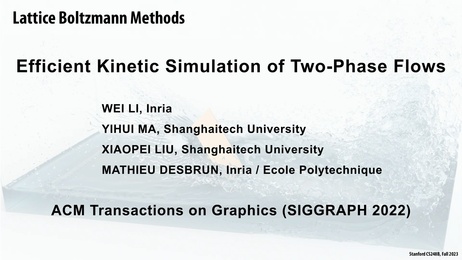 Lattice Boltzmann Methods
Efficient Kinetic Simulation of Two-Phase Flows
WEI LI, Inria
YIHUI MA, Shanghaitech University
XIAOPEI LIU, Shanghaitech University
MATHIEU DESBRUN, Inria / Ecole Polytechnique
ACM Transactions on Graphics (SIGGRAPH 2022)
Stanford CS248B, Fall 2023